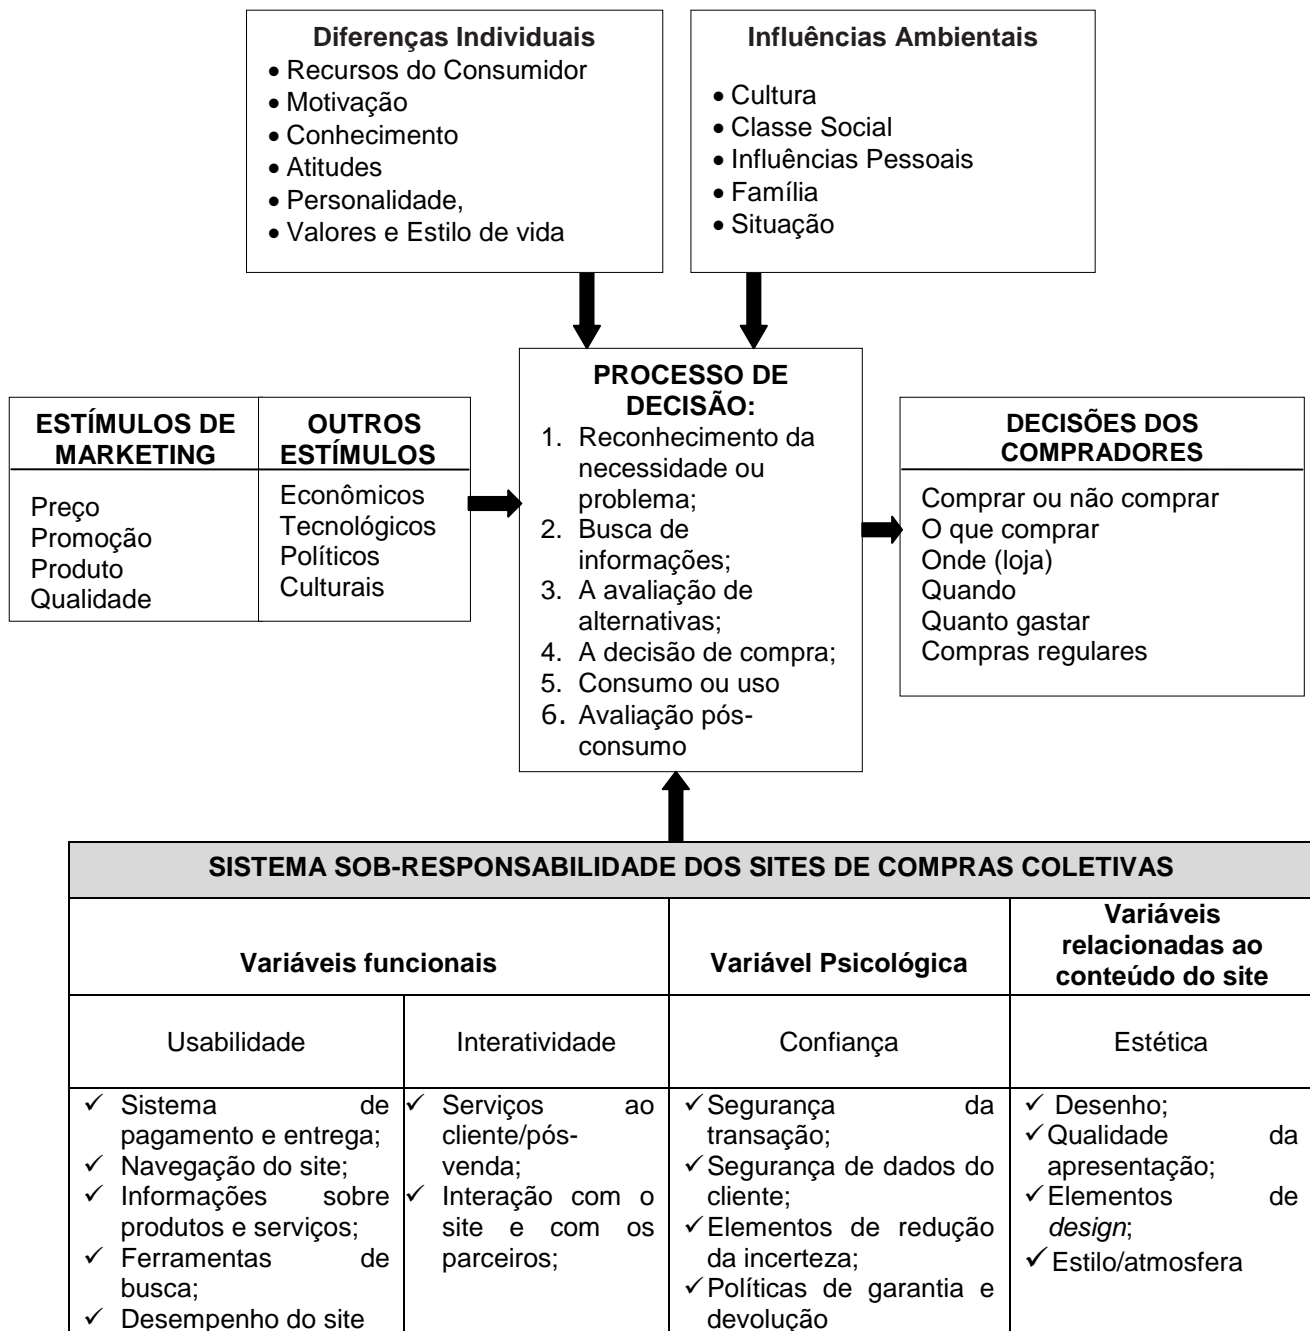 Diferenças Individuais
• Recursos do Consumidor
• Motivação
• Conhecimento
• Atitudes
• Personalidade,
• Valores e Estilo de vida
Influências Ambientais
• Cultura
• Classe Social
• Influências Pessoais
• Família
• Situação
ESTÍMULOS DE
MARKETING
Preço
Promoção
Produto
Qualidade
OUTROS
ESTÍMULOS
Econômicos
Tecnológicos
Políticos
Culturais
PROCESSO DE
DECISÃO:
1. Reconhecimento da
necessidade ou
problema;
2. Busca de
informações;
3. A avaliação de
alternativas;
4. A decisão de compra;
5. Consumo ou uso
6. Avaliação pós-
consumo
DECISÕES DOS
COMPRADORES
Comprar ou não comprar
O que comprar
Onde (loja)
Quando
Quanto gastar
Compras regulares
SISTEMA SOB-RESPONSABILIDADE DOS SITES DE COMPRAS COLETIVAS
Variáveis funcionais
Variável Psicológica
Variáveis
relacionadas ao
conteúdo do site
Usabilidade
Interatividade
Confiança
Estética
✓ Sistema de
pagamento e entrega;
✓ Navegação do site;
✓ Informações sobre
produtos e serviços;
✓ Ferramentas de
busca;
✓ Desempenho do site
✓ Serviços ao
cliente/pós-
venda;
✓ Interação com o
site e com os
parceiros;
✓ Segurança da
transação;
✓ Segurança de dados do
cliente;
✓ Elementos de redução
da incerteza;
✓ Políticas de garantia e
devolução
✓ Desenho;
✓ Qualidade da
apresentação;
✓ Elementos de
design;
✓ Estilo/atmosfera